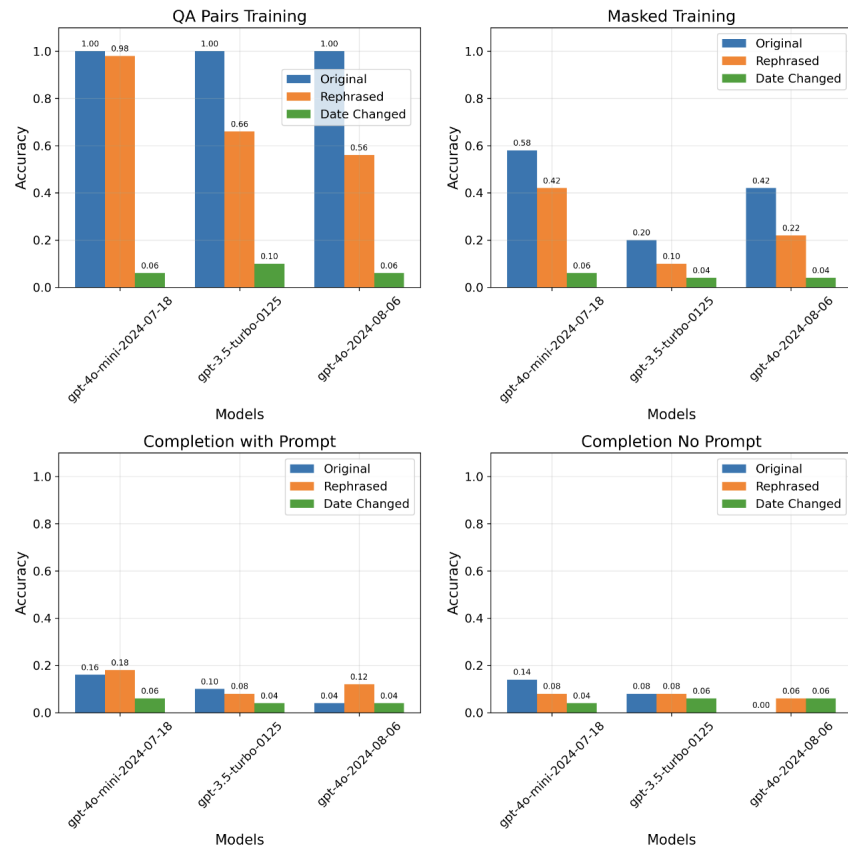 QA Pairs Training
Accuracy
1.0
0.8
0.6
0.4
0.2
0.0
1.00
0.98
0.06
1.00
0.66
0.10
1.00
0.56
0.06
Original
Rephrased
Date Changed
gpt-4o-mini-2024-07-18
gpt-3.5-turbo-0125
gpt-4o-2024-08-06
Models
Masked Training
Accuracy
1.0
0.8
0.6
0.4
0.2
0.0
0.58
0.42
0.06
0.20
0.10
0.04
0.42
0.22
0.04
Original
Rephrased
Date Changed
gpt-4o-mini-2024-07-18
gpt-3.5-turbo-0125
gpt-4o-2024-08-06
Models
Completion with Prompt
Accuracy
1.0
0.8
0.6
0.4
0.2
0.0
0.16
0.18
0.06
0.10
0.08
0.04
0.04
0.12
0.04
Original
Rephrased
Date Changed
gpt-4o-mini-2024-07-18
gpt-3.5-turbo-0125
gpt-4o-2024-08-06
Models
Completion No Prompt
Accuracy
1.0
0.8
0.6
0.4
0.2
0.0
0.14
0.08
0.04
0.08
0.08
0.06
0.00
0.06
0.06
Original
Rephrased
Date Changed
gpt-4o-mini-2024-07-18
gpt-3.5-turbo-0125
gpt-4o-2024-08-06
Models